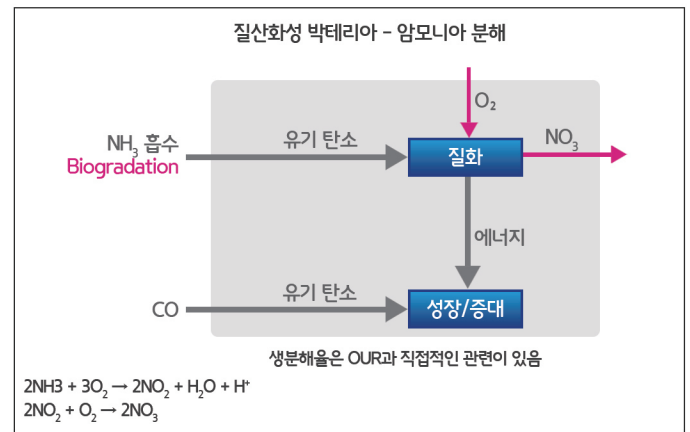 질산화성 박테리아 - 암모니아 분해
O₂
NH₃ 흡수
Biogradation
유기 탄소
질화
NO₃
에너지
CO
유기 탄소
성장/증대
생분해율은 OUR과 직접적인 관련이 있음
2NH3 + 3O₂ → 2NO₂ + H₂O + H⁺
2NO₂ + O₂ → 2NO₃